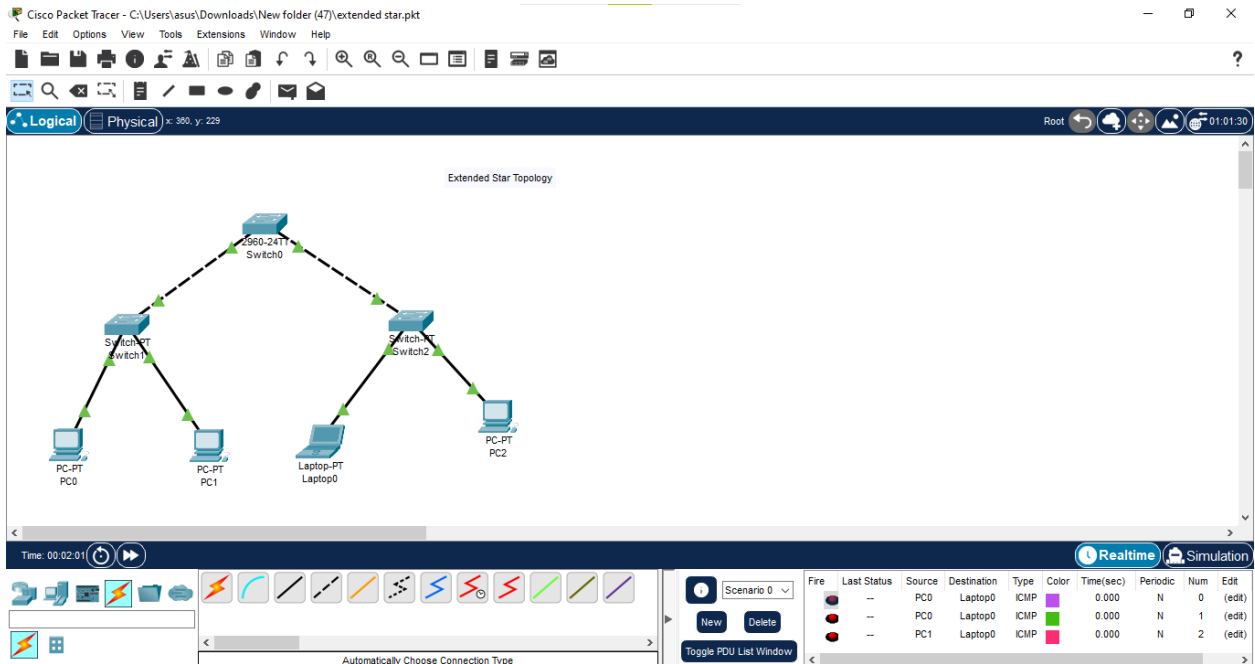 Cisco Packet Tracer - C:\Users\asus\Downloads\New folder (47)\extended star.pkt
File Edit Options View Tools Extensions Window Help
?
Logical Physical x: 360, y: 229 Root 01:01:30
Extended Star Topology
2960-24TT
Switch0
Switch-PT
Switch1
Switch-PT
Switch2
PC-PT
PC0
PC-PT
PC1
Laptop-PT
Laptop0
PC-PT
PC2
Time: 00:02:01 Realtime Simulation
Scenario 0
New Delete
Toggle PDU List Window
Automatically Choose Connection Type
Fire Last Status Source Destination Type Color Time(sec) Periodic Num Edit
-- PC0 Laptop0 ICMP 0.000 N 0 (edit)
-- PC0 Laptop0 ICMP 0.000 N 1 (edit)
-- PC1 Laptop0 ICMP 0.000 N 2 (edit)